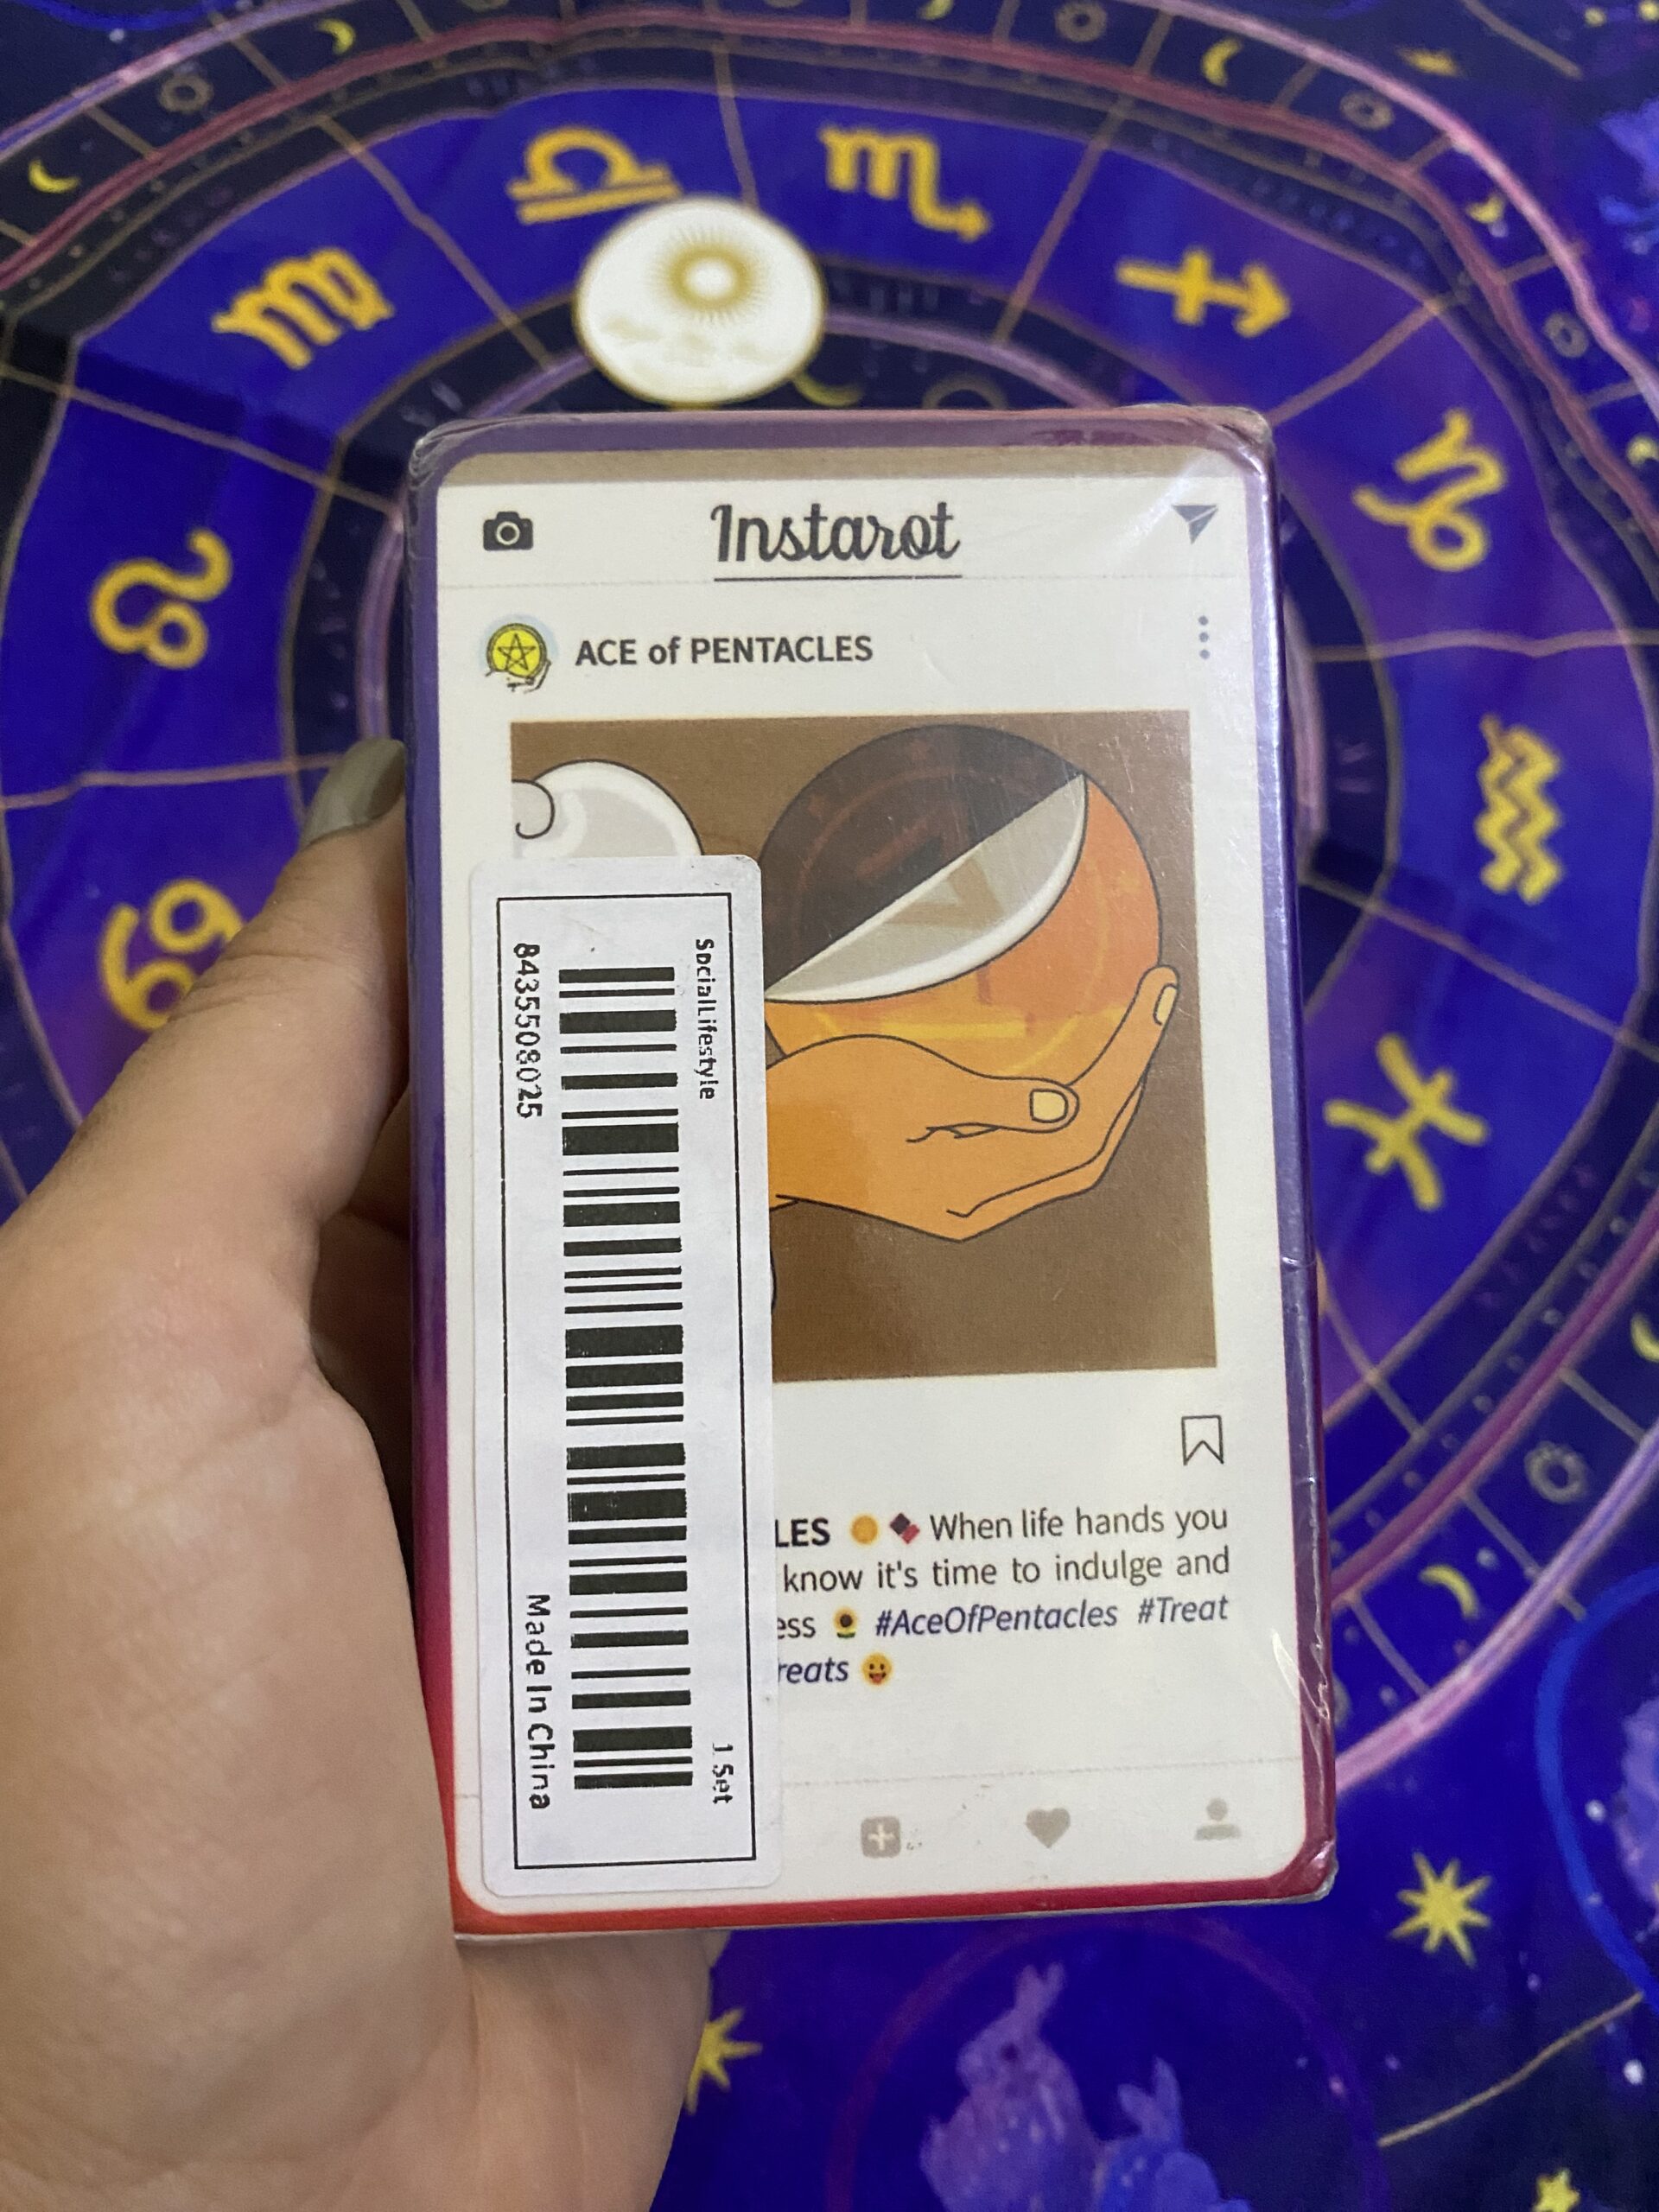 Instarot
ACE of PENTACLES
SocialLifestyle
1 Set
8435508025
Made In China
LES When life hands you
know it's time to indulge and
ess #AceOfPentacles #Treat
reats